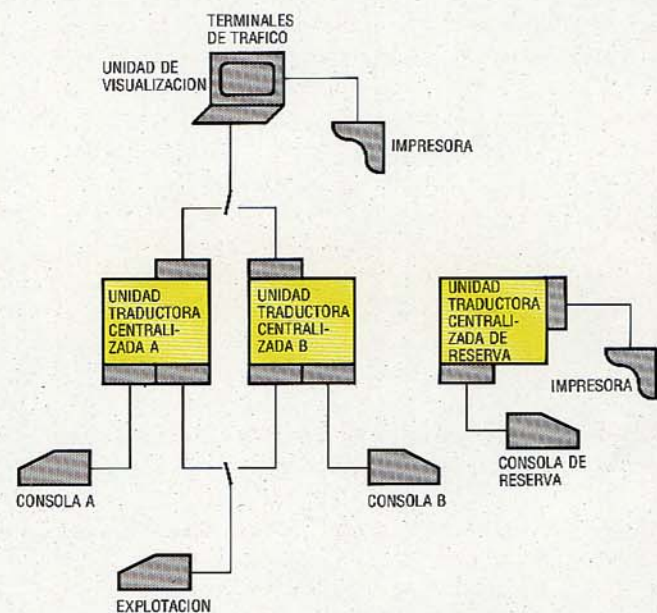 TERMINALES
DE TRAFICO
UNIDAD DE
VISUALIZACION
IMPRESORA
UNIDAD
TRADUCTORA
CENTRALI-
ZADA A
UNIDAD
TRADUCTORA
CENTRALI-
ZADA B
UNIDAD
TRADUCTORA
CENTRALI-
ZADA DE
RESERVA
IMPRESORA
CONSOLA A
CONSOLA B
CONSOLA DE
RESERVA
EXPLOTACION